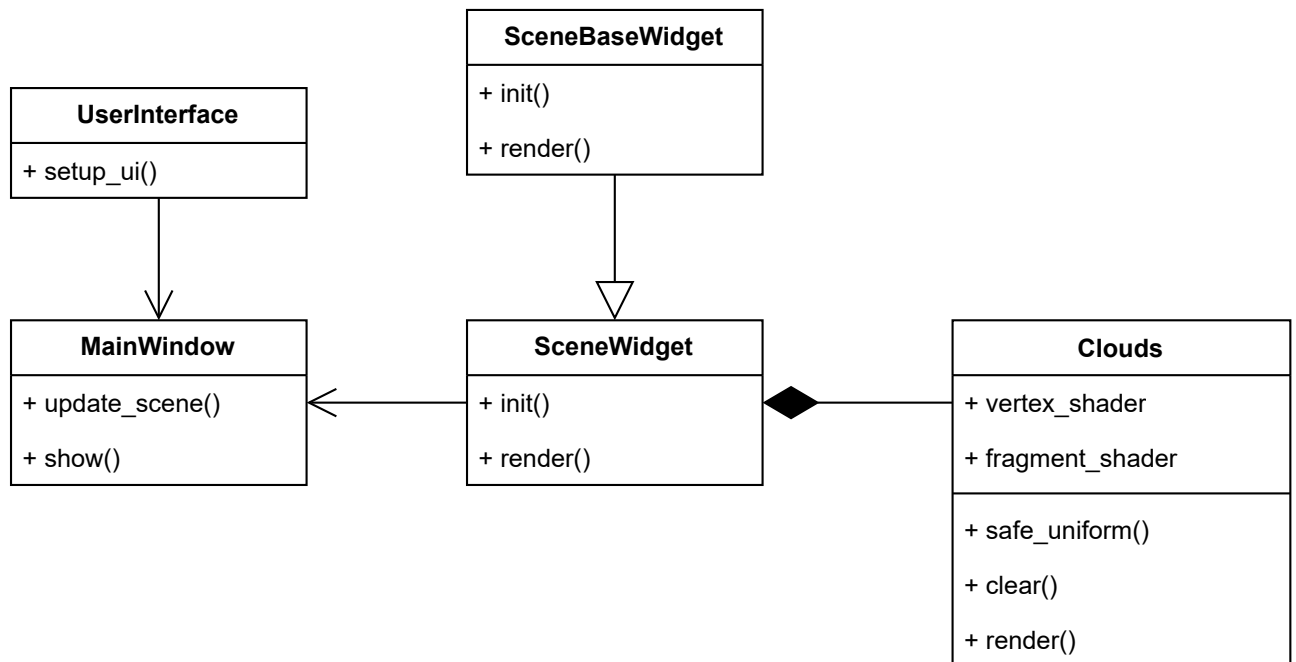 SceneBaseWidget
+ init()
+ render()
UserInterface
+ setup_ui()
MainWindow
+ update_scene()
+ show()
SceneWidget
+ init()
+ render()
Clouds
+ vertex_shader
+ fragment_shader
+ safe_uniform()
+ clear()
+ render()